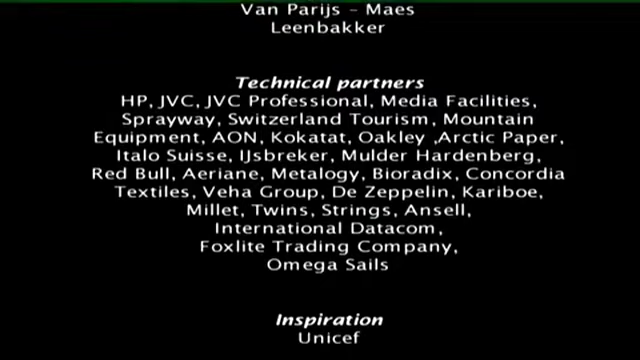 Van Parijs – Maes
Leenbakker
Technical partners
HP, JVC, JVC Professional, Media Facilities,
Sprayway, Switzerland Tourism, Mountain
Equipment, AON, Kokatat, Oakley ,Arctic Paper,
Italo Suisse, IJsbreker, Mulder Hardenberg,
Red Bull, Aeriane, Metalogy, Bioradix, Concordia
Textiles, Veha Group, De Zeppelin, Kariboe,
Millet, Twins, Strings, Ansell,
International Datacom,
Foxlite Trading Company,
Omega Sails
Inspiration
Unicef